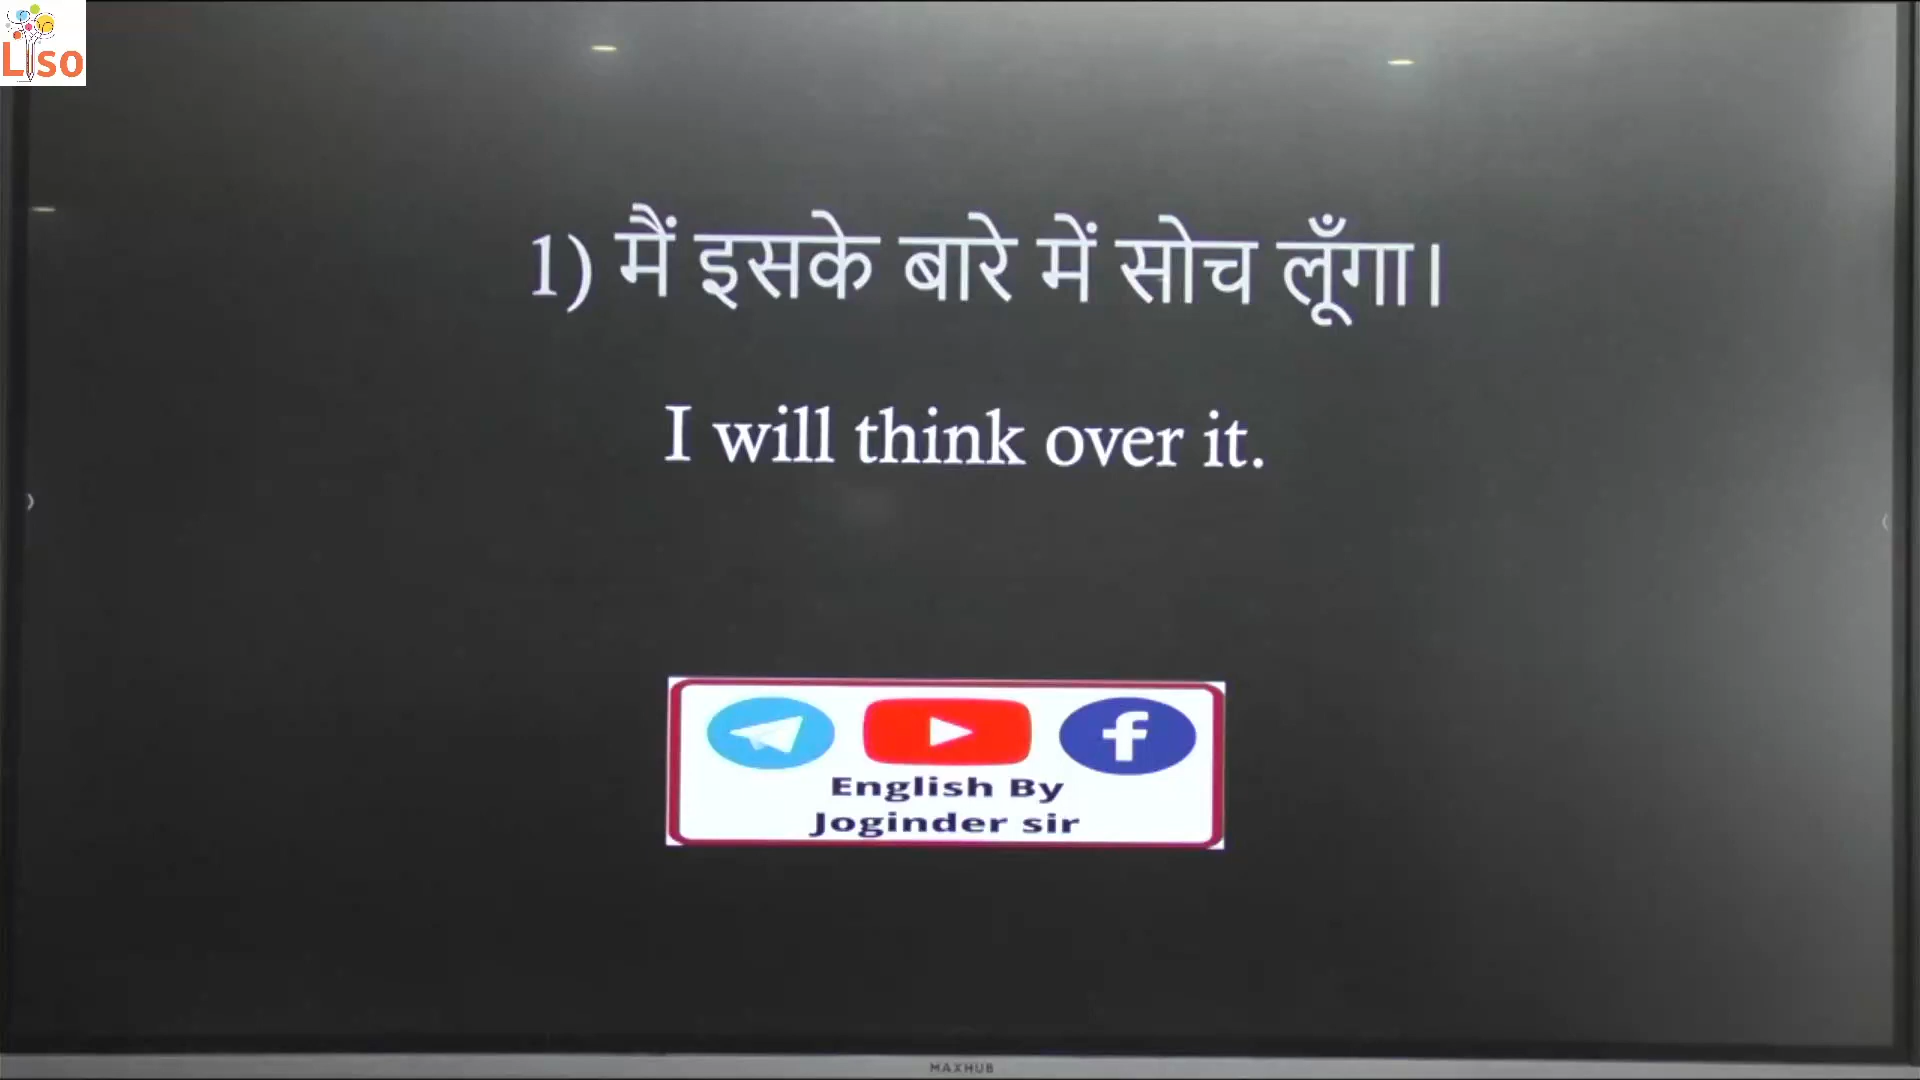 Liso
1) मैं इसके बारे में सोच लूँगा।
I will think over it.
English By
Joginder sir
MAXHUB